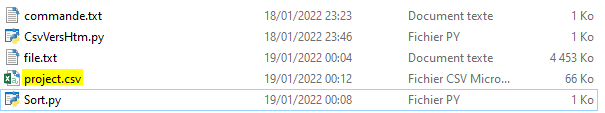 commande.txt 18/01/2022 23:23 Document texte 1 Ko
CsvVersHtm.py 18/01/2022 23:46 Fichier PY 1 Ko
file.txt 19/01/2022 00:04 Document texte 4 453 Ko
project.csv 19/01/2022 00:12 Fichier CSV Micro... 66 Ko
Sort.py 19/01/2022 00:08 Fichier PY 1 Ko